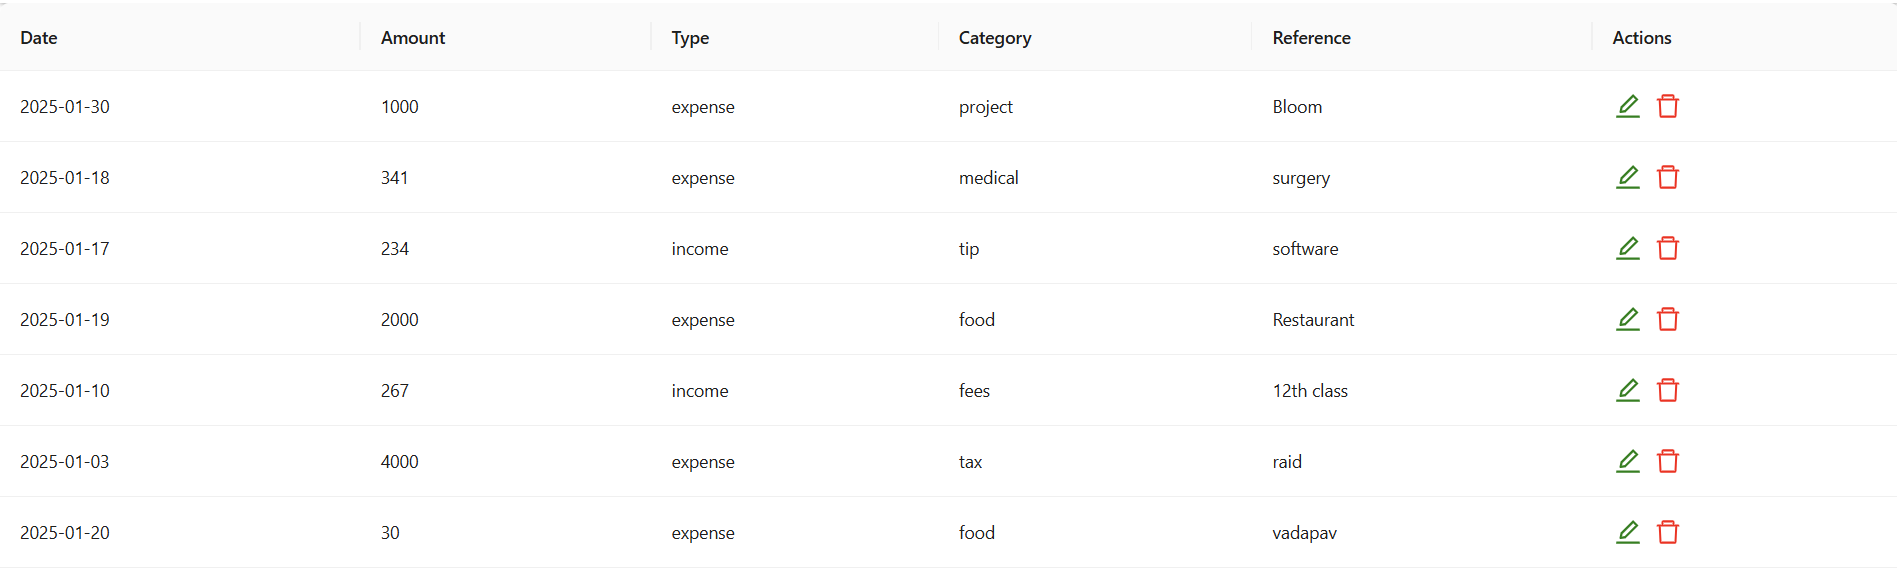 Date Amount Type Category Reference Actions
2025-01-30 1000 expense project Bloom
2025-01-18 341 expense medical surgery
2025-01-17 234 income tip software
2025-01-19 2000 expense food Restaurant
2025-01-10 267 income fees 12th class
2025-01-03 4000 expense tax raid
2025-01-20 30 expense food vadapav